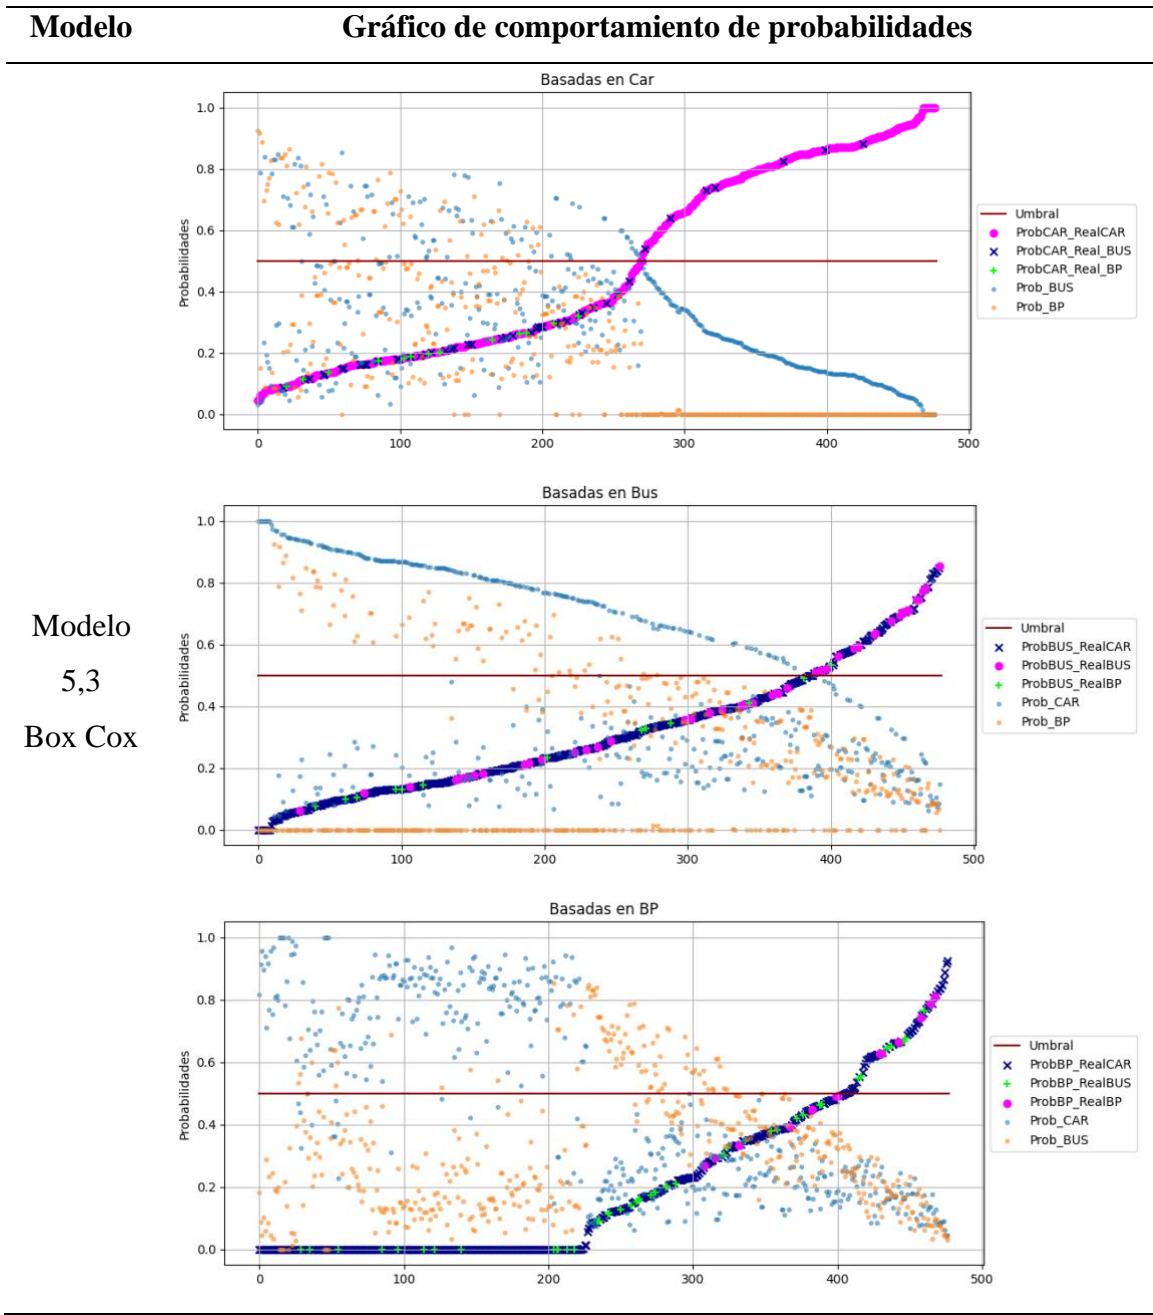 Modelo Gráfico de comportamiento de probabilidades
Basadas en Car
1.0
0.8
0.6
0.4
0.2
0.0
Probabilidades
0 100 200 300 400 500
Umbral
ProbCAR_RealCAR
ProbCAR_Real_BUS
ProbCAR_Real_BP
Prob_BUS
Prob_BP
Modelo
5,3
Box Cox
Basadas en Bus
1.0
0.8
0.6
0.4
0.2
0.0
Probabilidades
0 100 200 300 400 500
Umbral
ProbBUS_RealCAR
ProbBUS_RealBUS
ProbBUS_RealBP
Prob_CAR
Prob_BP
Basadas en BP
1.0
0.8
0.6
0.4
0.2
0.0
Probabilidades
0 100 200 300 400 500
Umbral
ProbBP_RealCAR
ProbBP_RealBUS
ProbBP_RealBP
Prob_CAR
Prob_BUS